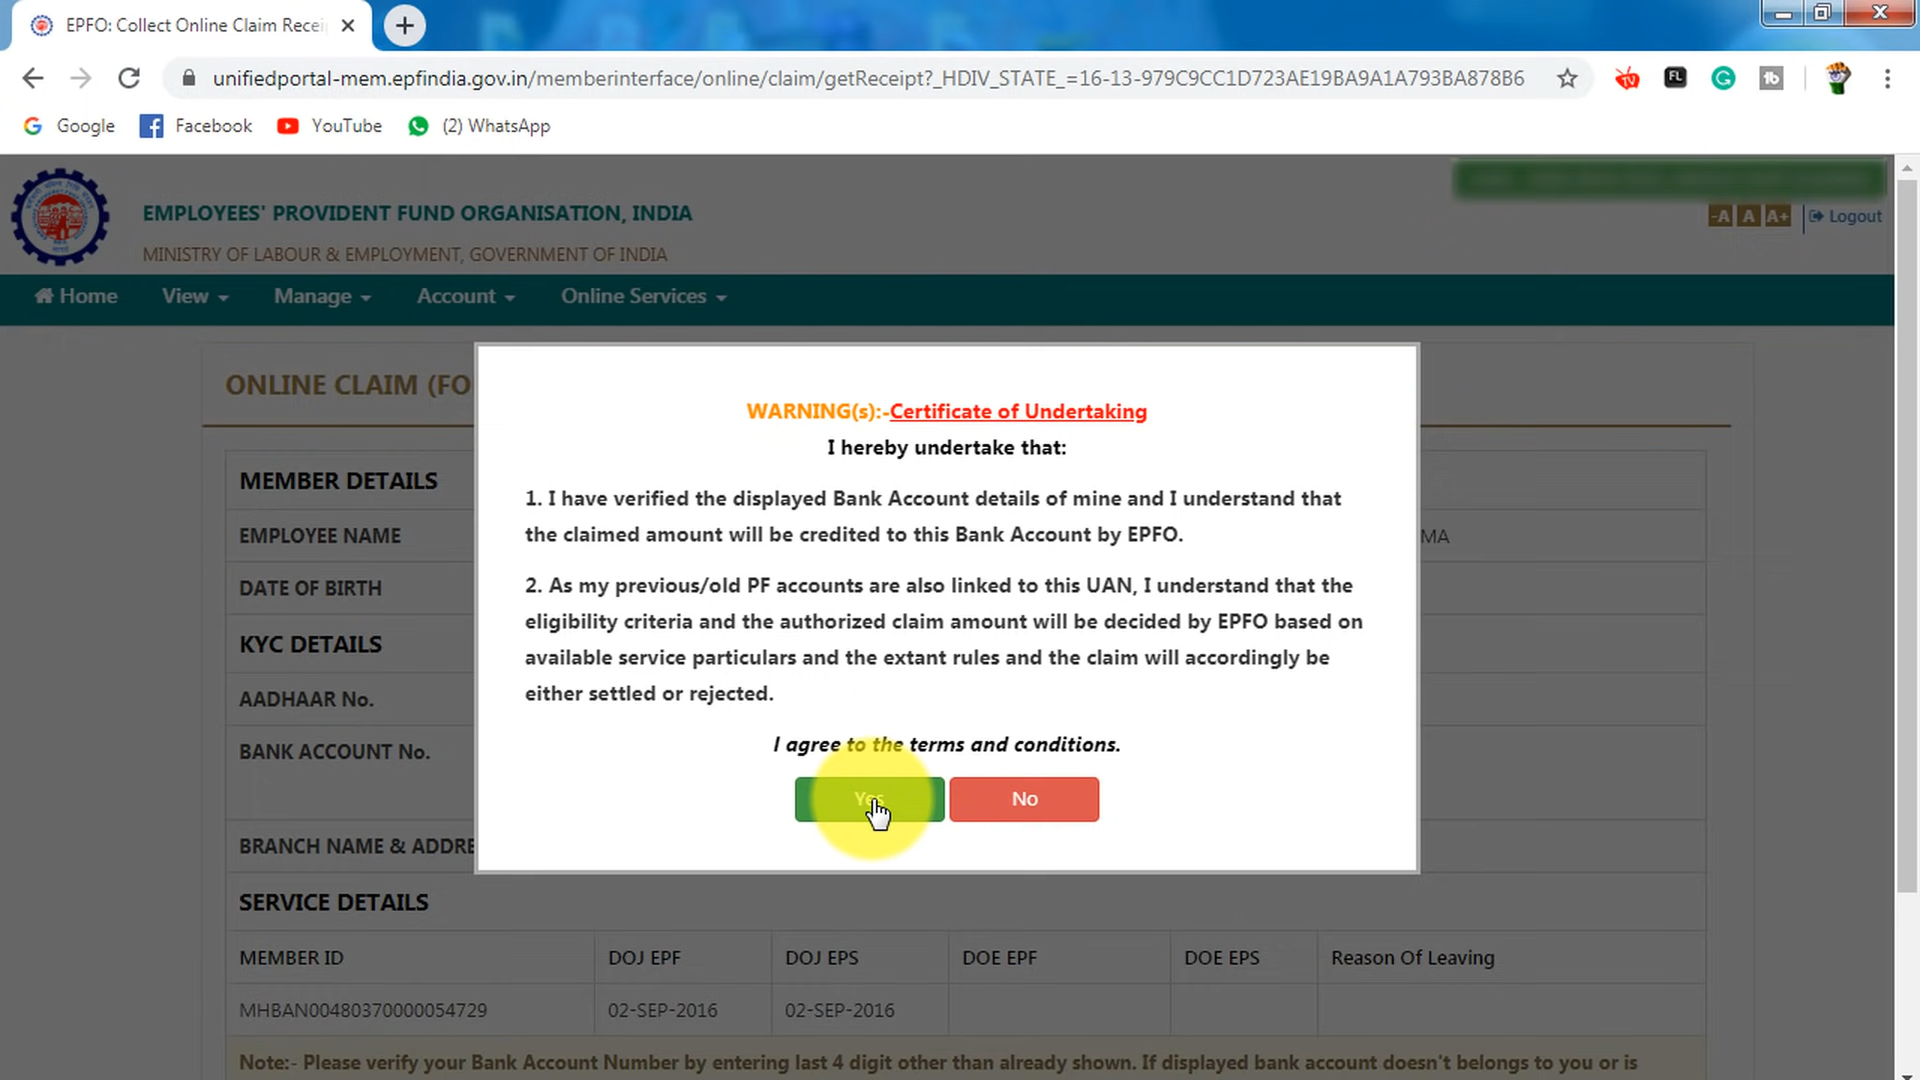 EPFO: Collect Online Claim Recei
unifiedportal-mem.epfindia.gov.in/memberinterface/online/claim/getReceipt?_HDIV_STATE_=16-13-979C9CC1D723AE19BA9A1A793BA878B6
Google Facebook YouTube (2) WhatsApp
EMPLOYEES' PROVIDENT FUND ORGANISATION, INDIA
-A A A+ Logout
MINISTRY OF LABOUR & EMPLOYMENT, GOVERNMENT OF INDIA
Home View Manage Account Online Services
ONLINE CLAIM (FO
WARNING(s):-Certificate of Undertaking
I hereby undertake that:
1. I have verified the displayed Bank Account details of mine and I understand that
the claimed amount will be credited to this Bank Account by EPFO.
2. As my previous/old PF accounts are also linked to this UAN, I understand that the
eligibility criteria and the authorized claim amount will be decided by EPFO based on
available service particulars and the extant rules and the claim will accordingly be
either settled or rejected.
I agree to the terms and conditions.
Yes No
MEMBER DETAILS
EMPLOYEE NAME MA
DATE OF BIRTH
KYC DETAILS
AADHAAR No.
BANK ACCOUNT No.
BRANCH NAME & ADDRE
SERVICE DETAILS
MEMBER ID DOJ EPF DOJ EPS DOE EPF DOE EPS Reason Of Leaving
MHBAN00480370000054729 02-SEP-2016 02-SEP-2016
Note:- Please verify your Bank Account Number by entering last 4 digit other than already shown. If displayed bank account doesn't belongs to you or is